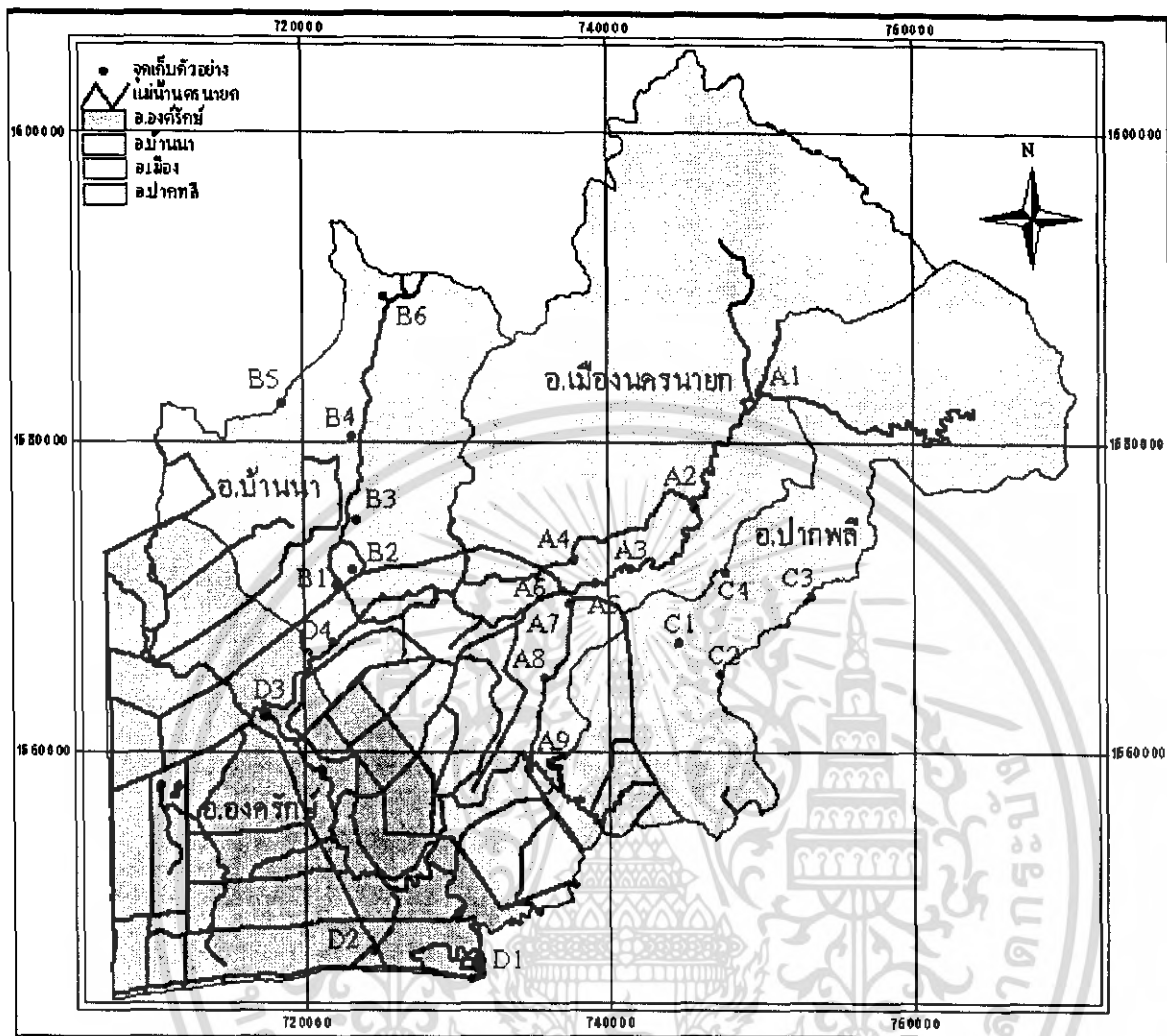 720000 740000 760000
จุดเก็บตัวอย่าง
แม่น้ำนครนายก
อ.องครักษ์
อ.บ้านนา
อ.เมือง
อ.ปากพลี
1600000 1600000
N
B6
อ.เมืองนครนายก A1
B5
B4
1580000 1580000
A2
อ.บ้านนา
B3
อ.ปากพลี
A4
B2 A3
B1 A6 C4 C3
A5
A7 C1
D4 A8 C2
D3
A9
1560000 1560000
อ.องครักษ์
D2 D1
720000 740000 760000